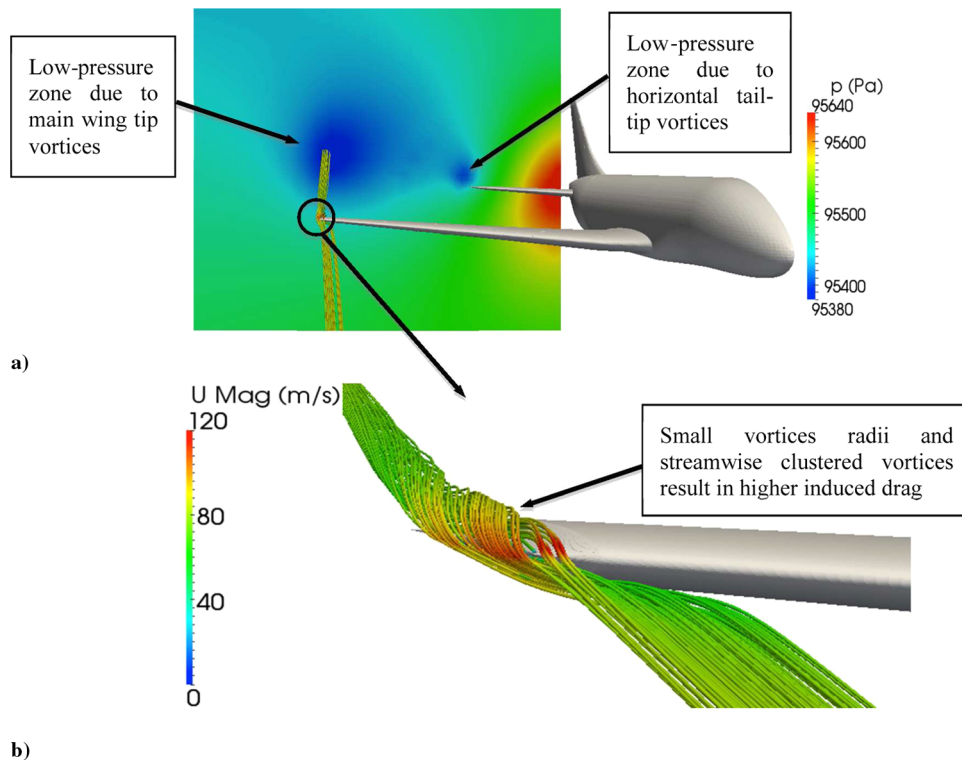 Low-pressure
zone due to
main wing tip
vortices
Low-pressure
zone due to
horizontal tail-
tip vortices
p (Pa)
95640
95600
95500
95400
95380
a)
U Mag (m/s)
120
80
40
0
Small vortices radii and
streamwise clustered vortices
result in higher induced drag
b)